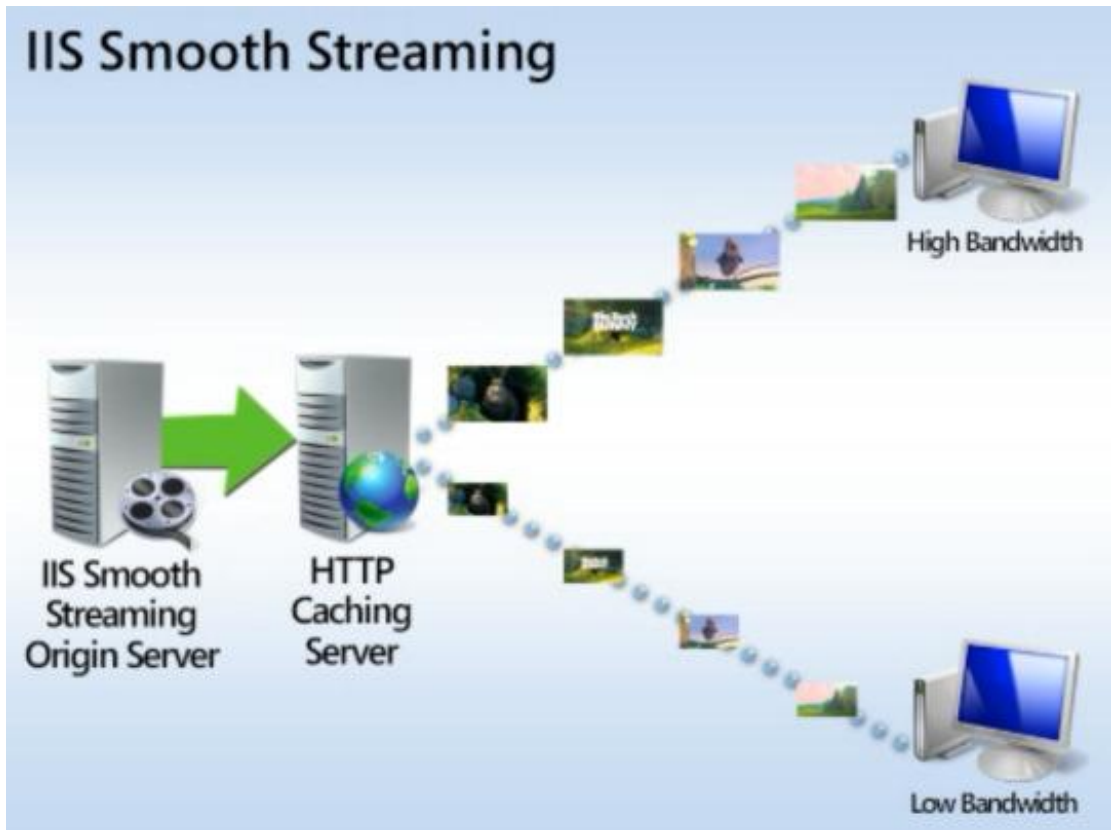 IIS Smooth Streaming
High Bandwidth
IIS Smooth
Streaming
Origin Server
HTTP
Caching
Server
Low Bandwidth